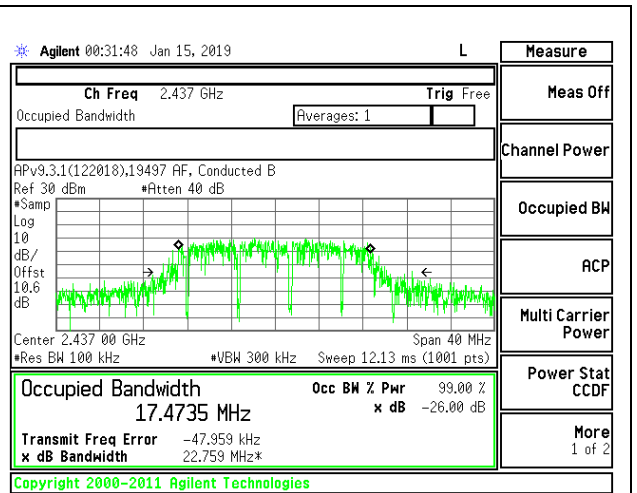 Agilent 00:31:48 Jan 15, 2019 L
Measure
Ch Freq 2.437 GHz Trig Free
Meas Off
Occupied Bandwidth Averages: 1
Channel Power
APv9.3.1(122018),19497 AF, Conducted B
Ref 30 dBm #Atten 40 dB
#Samp
Log
10
dB/
Offst
10.6
dB
Occupied BW
ACP
Center 2.437 00 GHz Span 40 MHz
#Res BW 100 kHz #VBW 300 kHz Sweep 12.13 ms (1001 pts)
Multi Carrier
Power
Occupied Bandwidth Occ BW % Pwr 99.00 %
17.4735 MHz x dB -26.00 dB
Transmit Freq Error -47.959 kHz
x dB Bandwidth 22.759 MHz*
Power Stat
CCDF
More
1 of 2
Copyright 2000-2011 Agilent Technologies